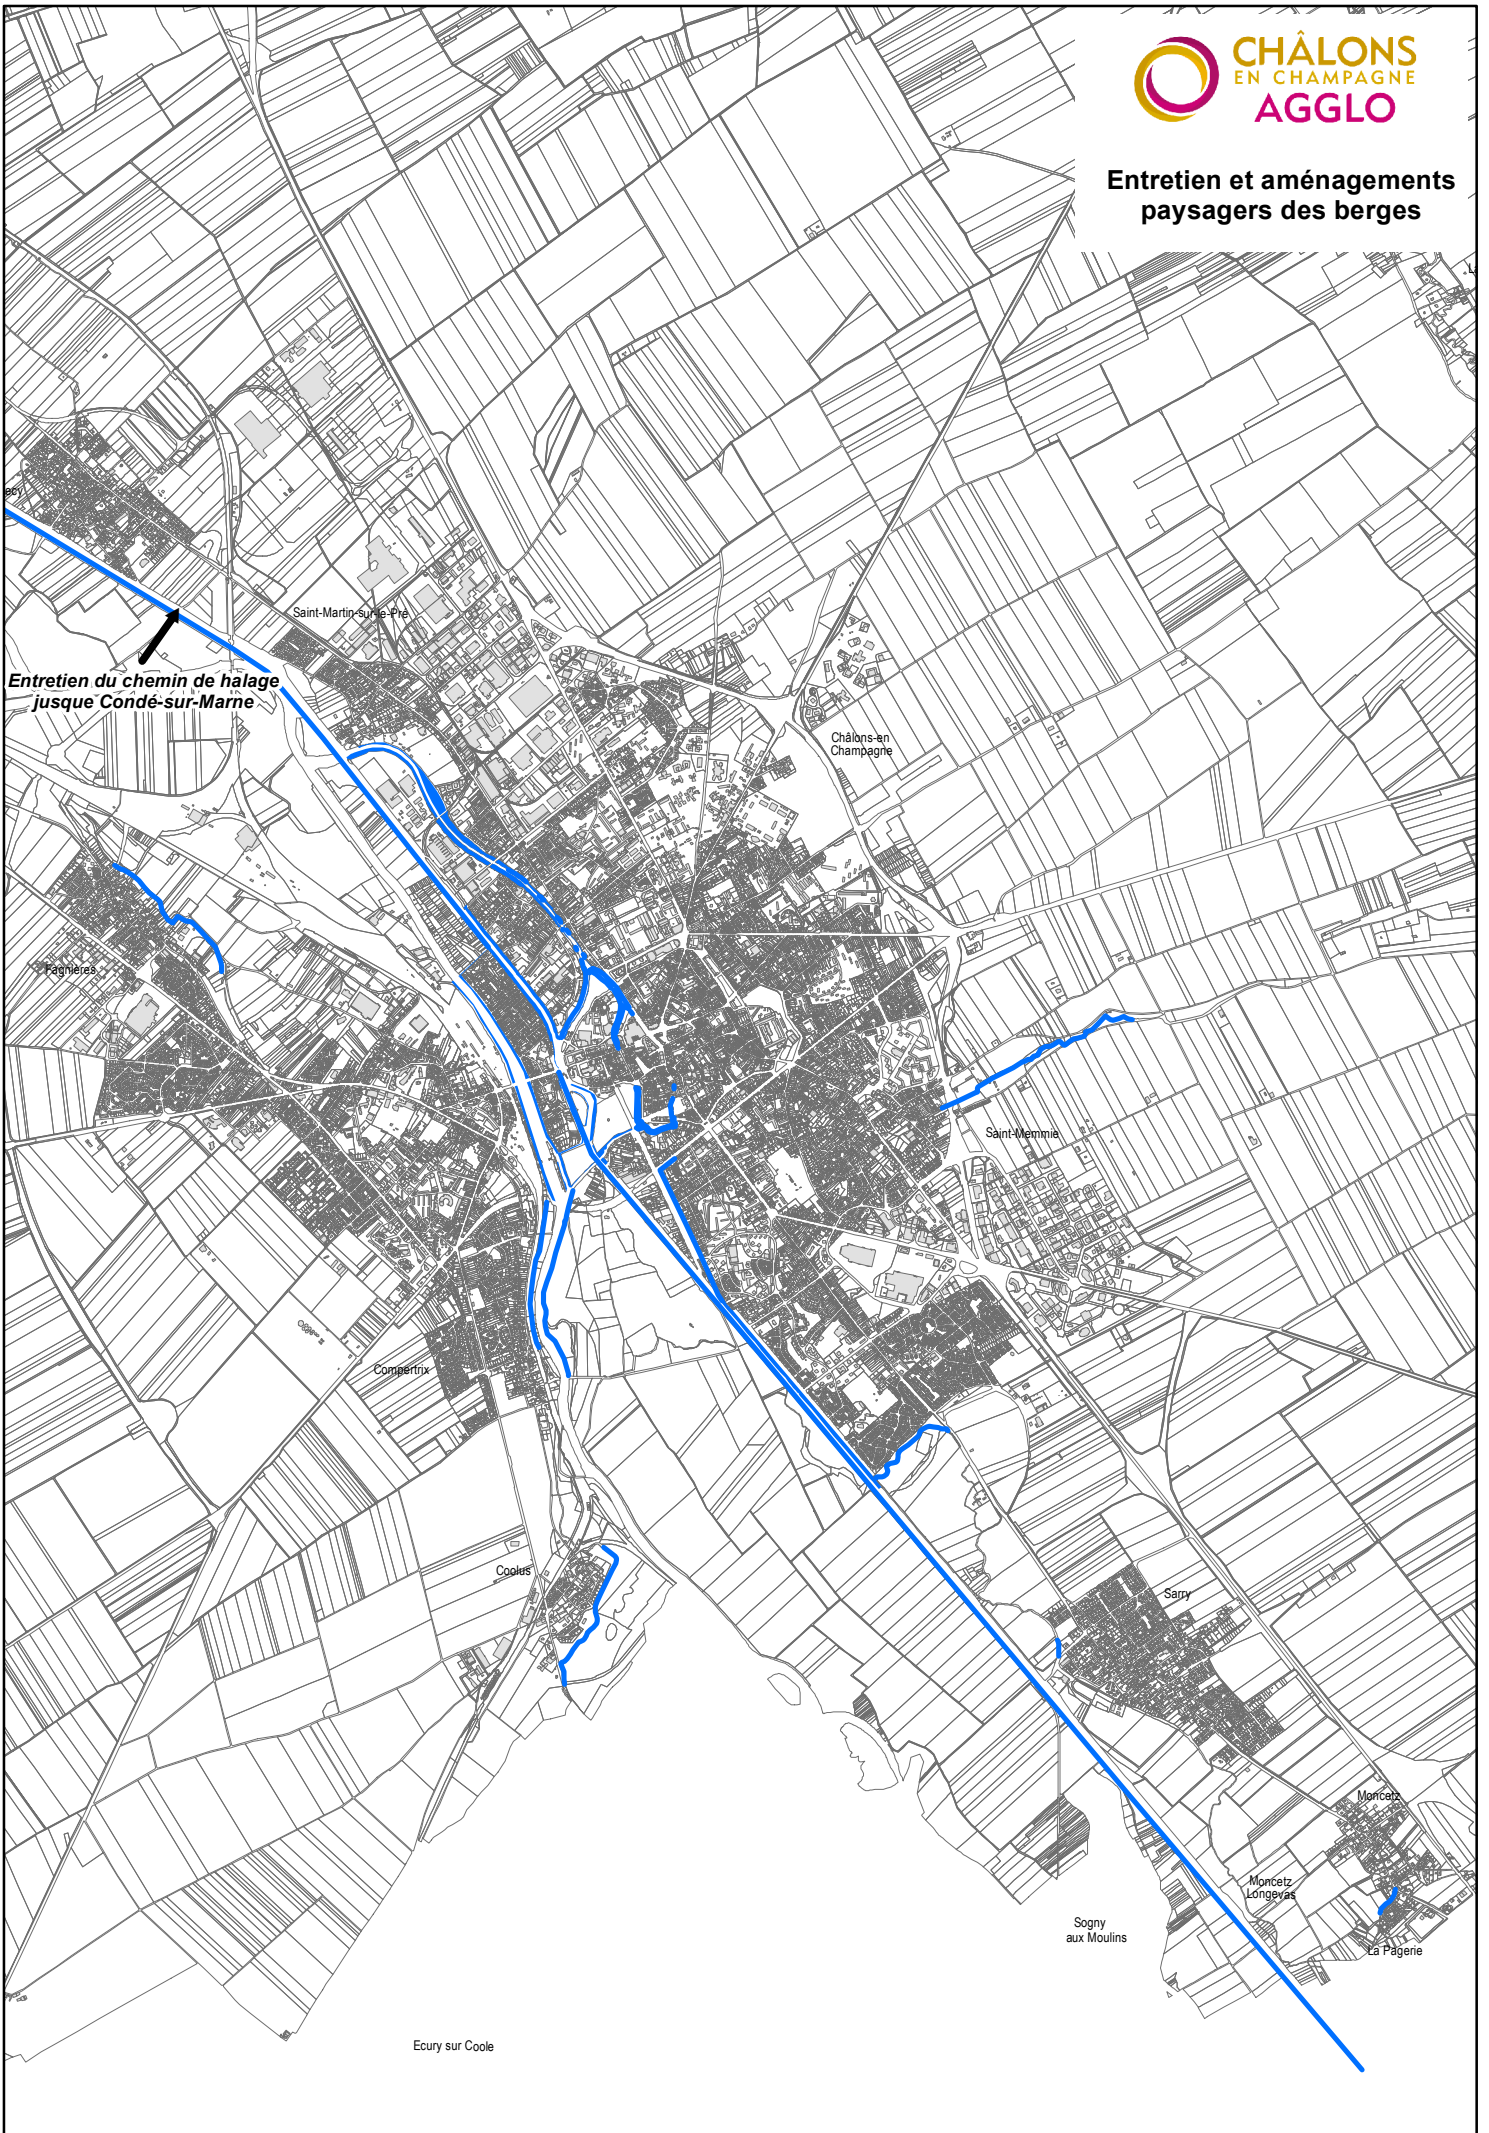 CHÂLONS
EN CHAMPAGNE
AGGLO
Entretien et aménagements
paysagers des berges
ecy
Saint-Martin-sur-le-Pré
Entretien du chemin de halage
jusque Condé-sur-Marne
Châlons-en
Champagne
Fagnières
Saint-Memmie
Compertrix
Coolus
Sarry
Moncetz
Moncetz
Longevas
Sogny
aux Moulins
La Pagerie
Ecury sur Coole